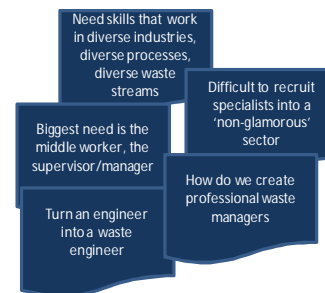 Need skills that work
in diverse industries,
diverse processes,
diverse waste
streams
Difficult to recruit
specialists into a
‘non-glamorous’
sector
Biggest need is the
middle worker, the
supervisor/manager
How do we create
professional waste
managers
Turn an engineer
into a waste
engineer